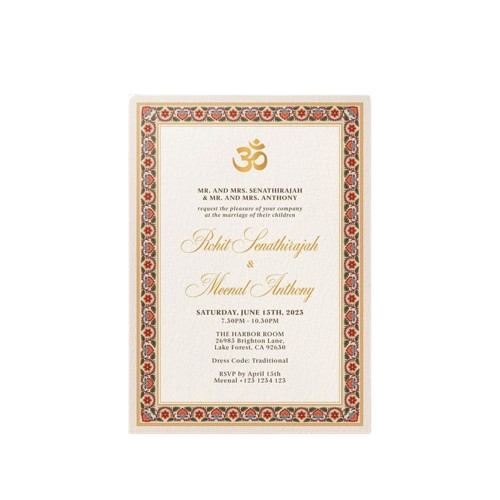 ॐ
MR. AND MRS. SENATHIRAJAH
& MR. AND MRS. ANTHONY
request the pleasure of your company
at the marriage of their children
Rohit Senathirajah
&
Meenal Anthony
SATURDAY, JUNE 15TH, 2023
7.30PM - 10.30PM
THE HARBOR ROOM
26985 Brighton Lane,
Lake Forest, CA 92630
Dress Code: Traditional
RSVP by April 15th
Meenal +123 1234 123